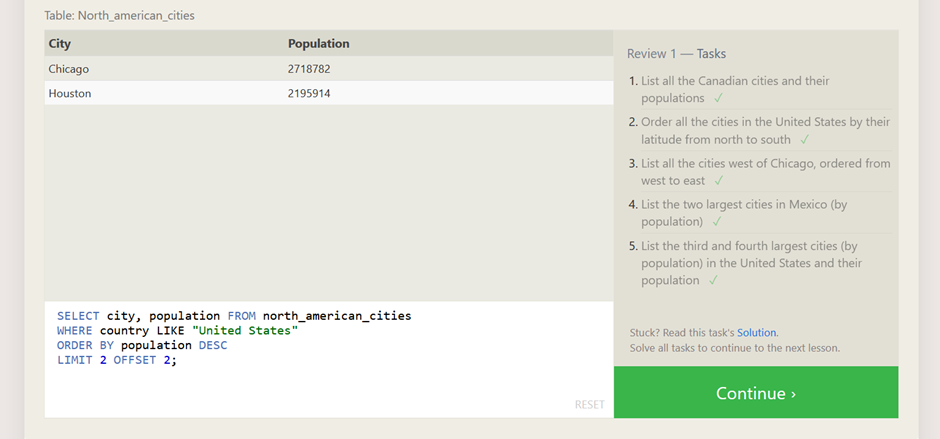 Table: North_american_cities
City Population
Chicago 2718782
Houston 2195914
SELECT city, population FROM north_american_cities
WHERE country LIKE "United States"
ORDER BY population DESC
LIMIT 2 OFFSET 2;
RESET
Review 1 — Tasks
1. List all the Canadian cities and their
populations ✓
2. Order all the cities in the United States by their
latitude from north to south ✓
3. List all the cities west of Chicago, ordered from
west to east ✓
4. List the two largest cities in Mexico (by
population) ✓
5. List the third and fourth largest cities (by
population) in the United States and their
population ✓
Stuck? Read this task's Solution.
Solve all tasks to continue to the next lesson.
Continue ›